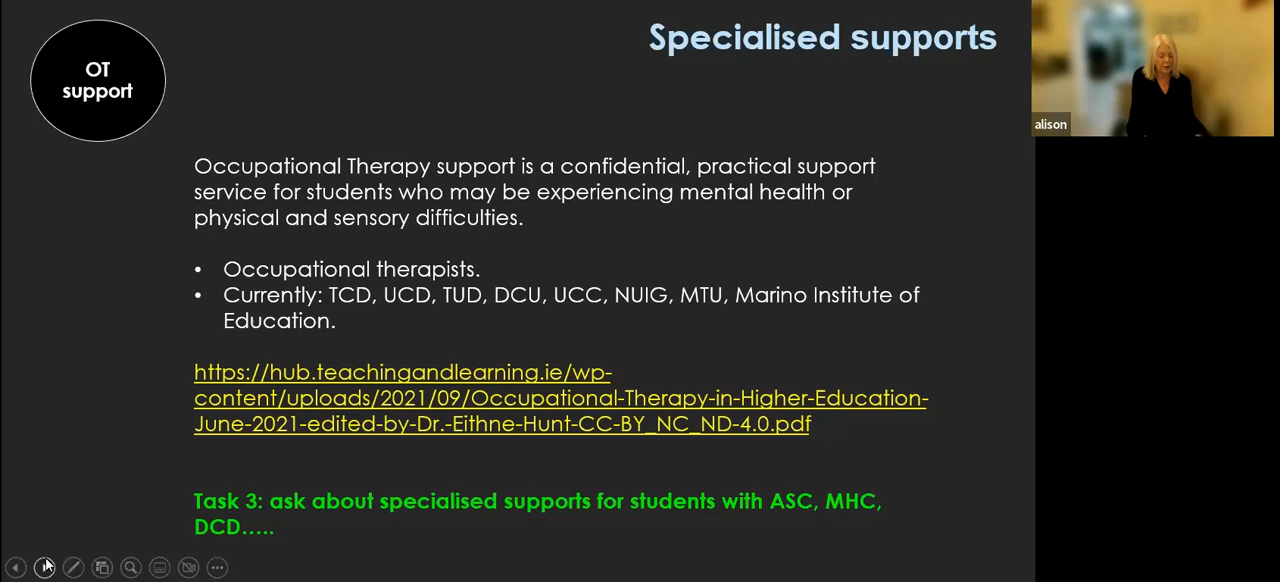 OT
support
Specialised supports
alison
Occupational Therapy support is a confidential, practical support
service for students who may be experiencing mental health or
physical and sensory difficulties.
• Occupational therapists.
• Currently: TCD, UCD, TUD, DCU, UCC, NUIG, MTU, Marino Institute of
Education.
https://hub.teachingandlearning.ie/wp-
content/uploads/2021/09/Occupational-Therapy-in-Higher-Education-
June-2021-edited-by-Dr.-Eithne-Hunt-CC-BY_NC_ND-4.0.pdf
Task 3: ask about specialised supports for students with ASC, MHC,
DCD…..